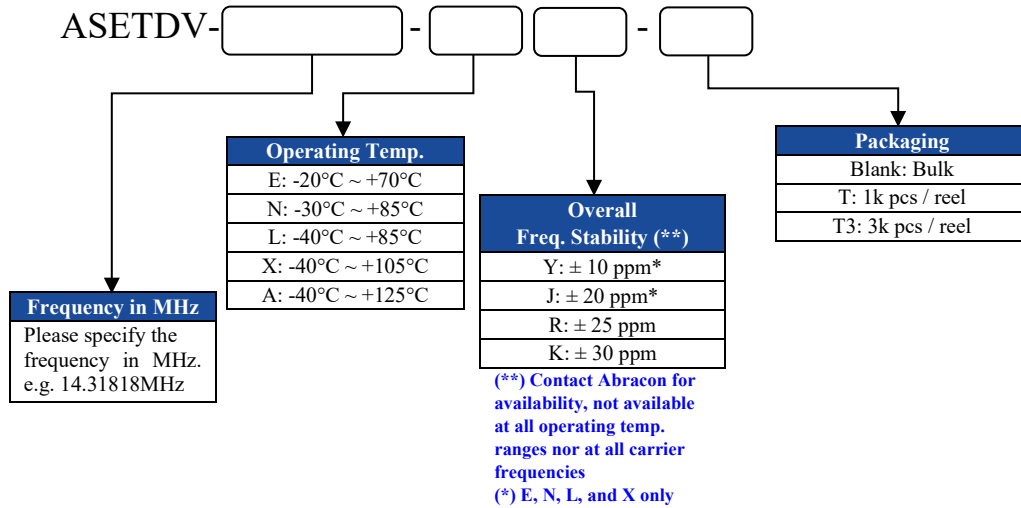 ASETDV- - -
Operating Temp.
E: -20°C ~ +70°C
N: -30°C ~ +85°C
L: -40°C ~ +85°C
X: -40°C ~ +105°C
A: -40°C ~ +125°C
Packaging
Blank: Bulk
T: 1k pcs / reel
T3: 3k pcs / reel
Overall
Freq. Stability (**)
Y: ± 10 ppm*
J: ± 20 ppm*
R: ± 25 ppm
K: ± 30 ppm
Frequency in MHz
Please specify the
frequency in MHz.
e.g. 14.31818MHz
(**) Contact Abracon for
availability, not available
at all operating temp.
ranges nor at all carrier
frequencies
(*) E, N, L, and X only